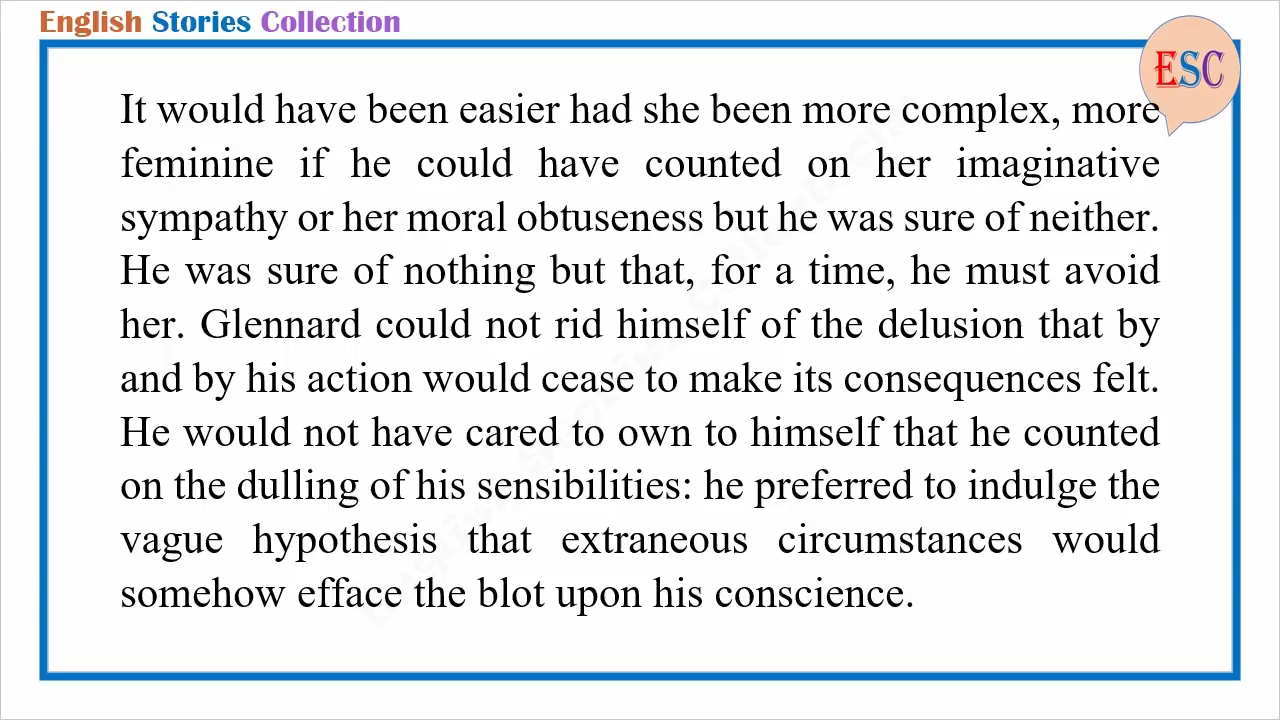 English Stories Collection
ESC
It would have been easier had she been more complex, more
feminine if he could have counted on her imaginative
sympathy or her moral obtuseness but he was sure of neither.
He was sure of nothing but that, for a time, he must avoid
her. Glennard could not rid himself of the delusion that by
and by his action would cease to make its consequences felt.
He would not have cared to own to himself that he counted
on the dulling of his sensibilities: he preferred to indulge the
vague hypothesis that extraneous circumstances would
somehow efface the blot upon his conscience.